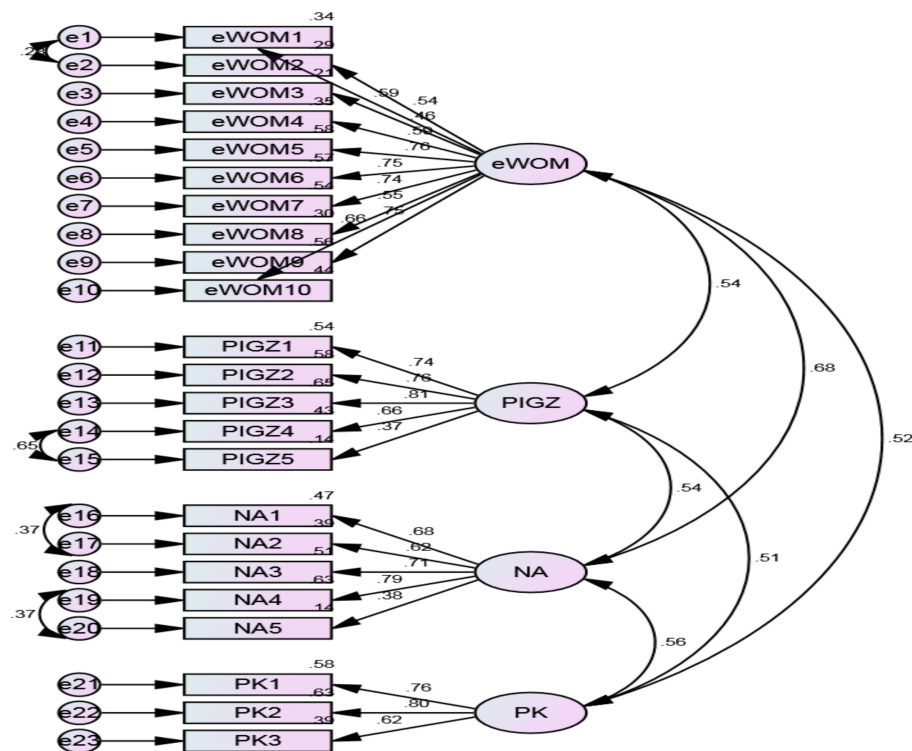 .34
e1 eWOM1
.29
e2 eWOM2
.21
e3 eWOM3
.35
e4 eWOM4
.58
e5 eWOM5
.57
e6 eWOM6
.54
e7 eWOM7
.30
e8 eWOM8
.56
e9 eWOM9
.44
e10 eWOM10
.59 .54
.46
.59
.76
.75
.74
.55
.75
.66
eWOM
.54
.68
.52
.54
e11 PIGZ1
.58
e12 PIGZ2
.65
e13 PIGZ3
.43
e14 PIGZ4
.14
e15 PIGZ5
.65
.74
.76
.81
.66
.37
PIGZ
.54
.51
.47
e16 NA1
.39
e17 NA2
.51
e18 NA3
.63
e19 NA4
.14
e20 NA5
.37
.37
.68
.62
.71
.79
.38
NA
.56
.58
e21 PK1
.63
e22 PK2
.39
e23 PK3
.76
.80
.62
PK